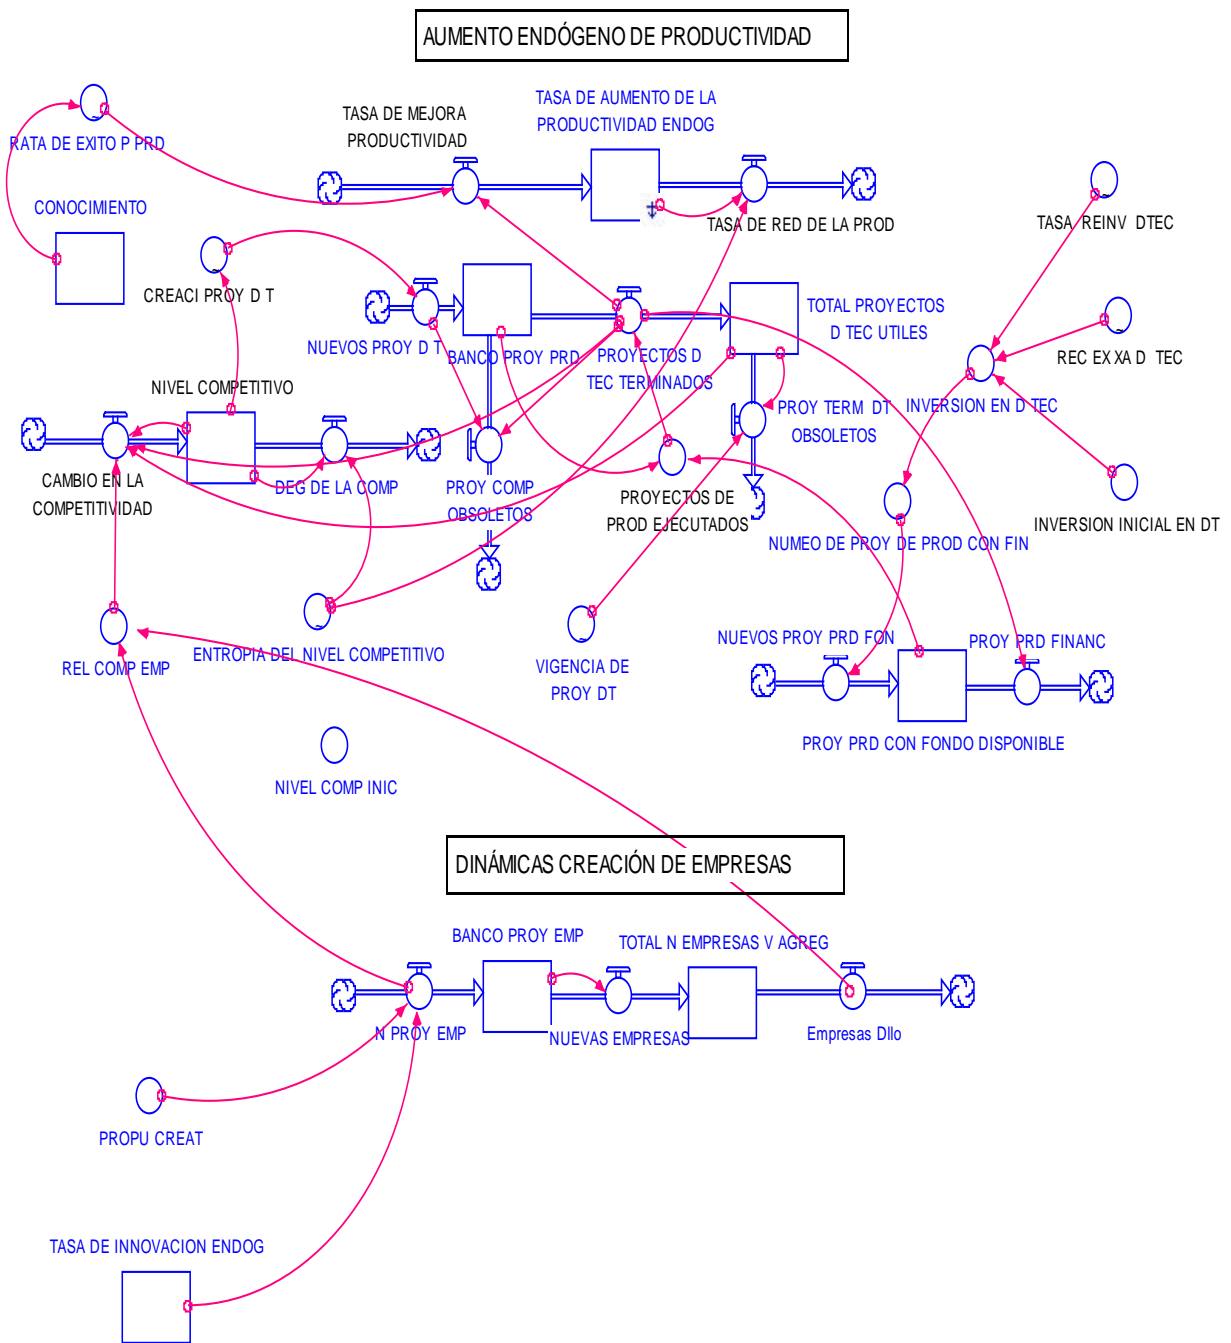 AUMENTO ENDÓGENO DE PRODUCTIVIDAD
TASA DE MEJORA
PRODUCTIVIDAD
TASA DE AUMENTO DE LA
PRODUCTIVIDAD ENDOG
RATA DE EXITO P PRD
CONOCIMIENTO
TASA DE RED DE LA PROD
TASA REINV DTEC
CREACI PROY D T
NUEVOS PROY D T
BANCO PROY PRD
PROYECTOS D
TEC TERMINADOS
TOTAL PROYECTOS
D TEC UTILES
REC EX XA D TEC
NIVEL COMPETITIVO
PROY TERM DT
OBSOLETOS
INVERSION EN D TEC
CAMBIO EN LA
COMPETITIVIDAD
DEG DE LA COMP
PROY COMP
OBSOLETOS
PROYECTOS DE
PROD EJECUTADOS
NUMEO DE PROY DE PROD CON FIN
INVERSION INICIAL EN DT
REL COMP EMP
ENTROPIA DEL NIVEL COMPETITIVO
VIGENCIA DE
PROY DT
NUEVOS PROY PRD FON
PROY PRD FINANC
PROY PRD CON FONDO DISPONIBLE
NIVEL COMP INIC
DINÁMICAS CREACIÓN DE EMPRESAS
BANCO PROY EMP
TOTAL N EMPRESAS V AGREG
N PROY EMP
NUEVAS EMPRESAS
Empresas Dllo
PROPU CREAT
TASA DE INNOVACION ENDOG